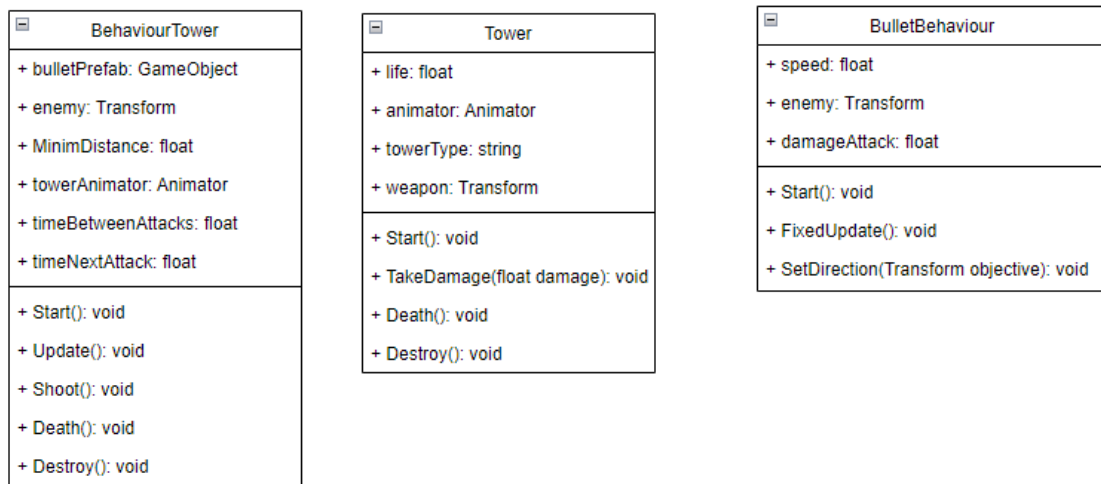 BehaviourTower
+ bulletPrefab: GameObject
+ enemy: Transform
+ MinimDistance: float
+ towerAnimator: Animator
+ timeBetweenAttacks: float
+ timeNextAttack: float
+ Start(): void
+ Update(): void
+ Shoot(): void
+ Death(): void
+ Destroy(): void
Tower
+ life: float
+ animator: Animator
+ towerType: string
+ weapon: Transform
+ Start(): void
+ TakeDamage(float damage): void
+ Death(): void
+ Destroy(): void
BulletBehaviour
+ speed: float
+ enemy: Transform
+ damageAttack: float
+ Start(): void
+ FixedUpdate(): void
+ SetDirection(Transform objective): void